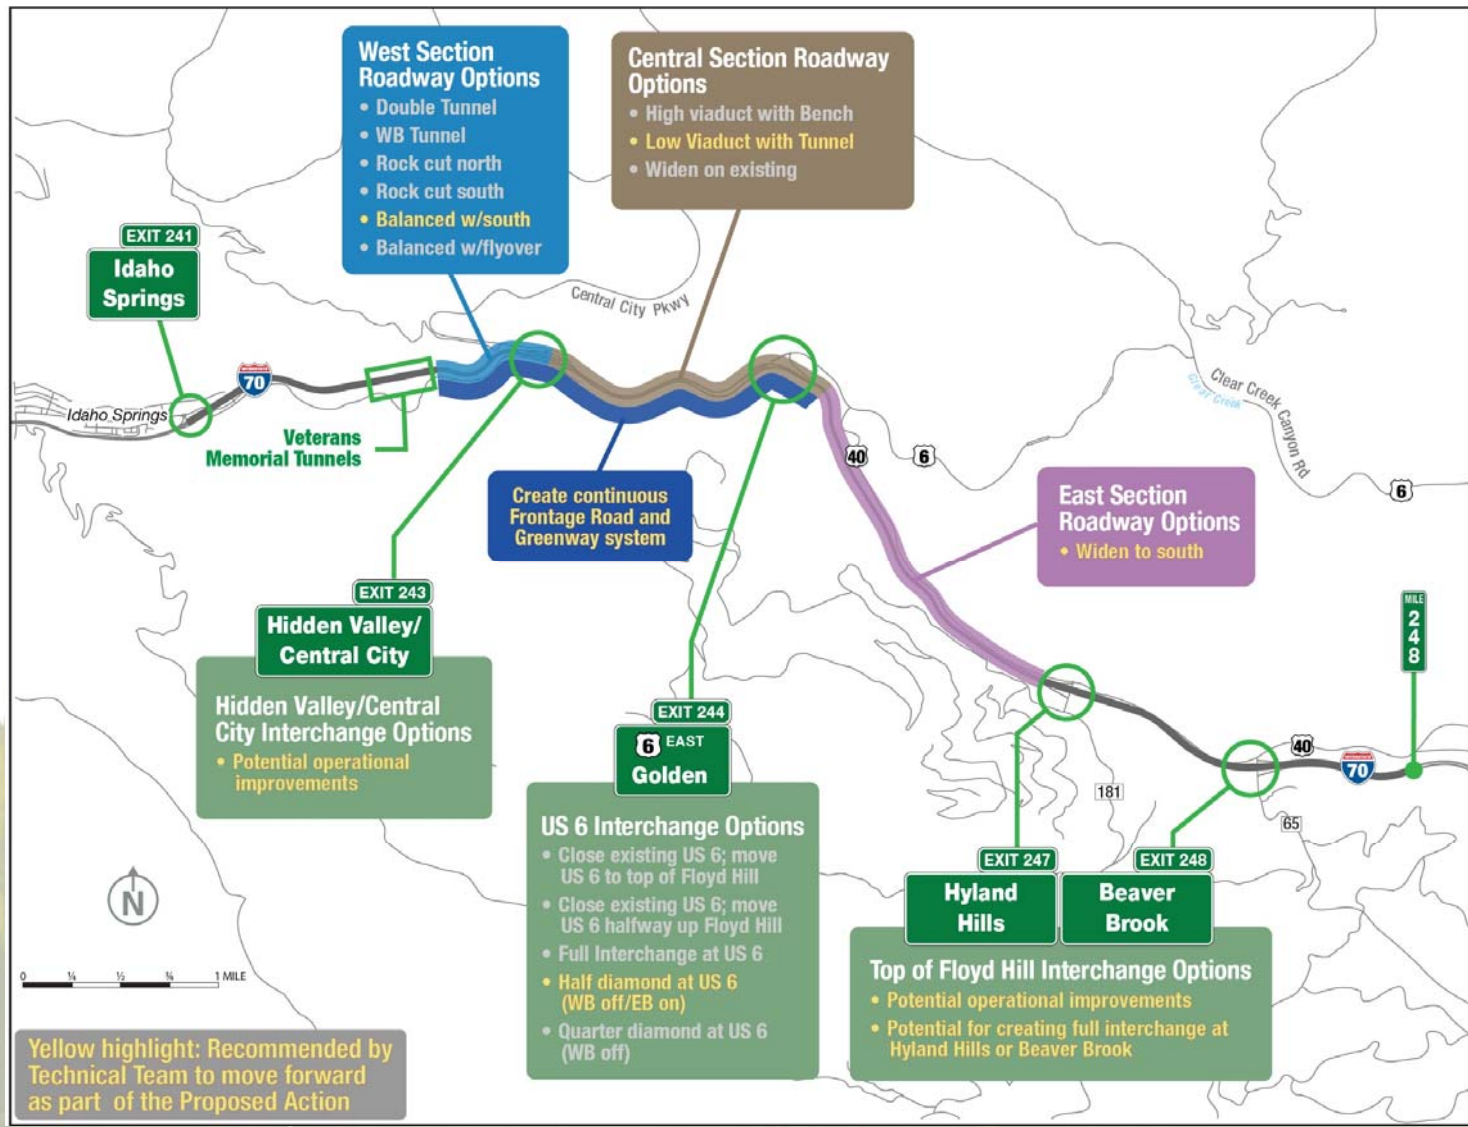 West Section
Roadway Options
• Double Tunnel
• WB Tunnel
• Rock cut north
• Rock cut south
• Balanced w/south
• Balanced w/flyover
Central Section Roadway
Options
• High viaduct with Bench
• Low Viaduct with Tunnel
• Widen on existing
EXIT 241
Idaho
Springs
Central City Pkwy
INTERSTATE
70
Idaho Springs
Veterans
Memorial Tunnels
Clear Creek Canyon Rd
Clear Creek
40
6
6
Create continuous
Frontage Road and
Greenway system
East Section
Roadway Options
• Widen to south
EXIT 243
Hidden Valley/
Central City
Hidden Valley/Central
City Interchange Options
• Potential operational
improvements
MILE
2
4
8
EXIT 244
6 EAST
Golden
US 6 Interchange Options
• Close existing US 6; move
US 6 to top of Floyd Hill
• Close existing US 6; move
US 6 halfway up Floyd Hill
• Full Interchange at US 6
• Half diamond at US 6
(WB off/EB on)
• Quarter diamond at US 6
(WB off)
40
INTERSTATE
70
181
65
EXIT 247
Hyland
Hills
EXIT 248
Beaver
Brook
Top of Floyd Hill Interchange Options
• Potential operational improvements
• Potential for creating full interchange at
Hyland Hills or Beaver Brook
N
0 ¼ ½ ¾ 1 MILE
Yellow highlight: Recommended by
Technical Team to move forward
as part of the Proposed Action